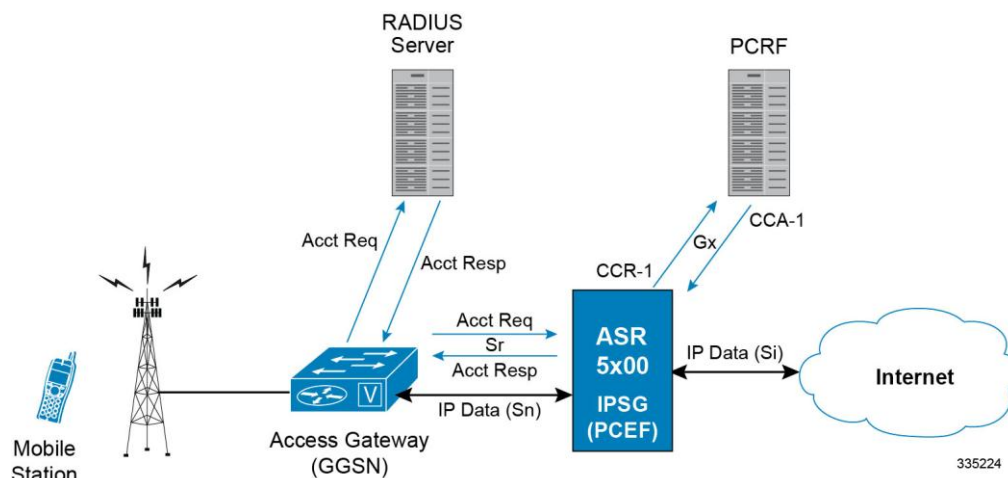 RADIUS
Server
PCRF
Acct Req
Acct Resp
Gx
CCA-1
CCR-1
Acct Req
Sr
Acct Resp
IP Data (Sn)
ASR
5x00
IPSG
(PCEF)
IP Data (Si)
Internet
V
Access Gateway
(GGSN)
Mobile
Station
335224